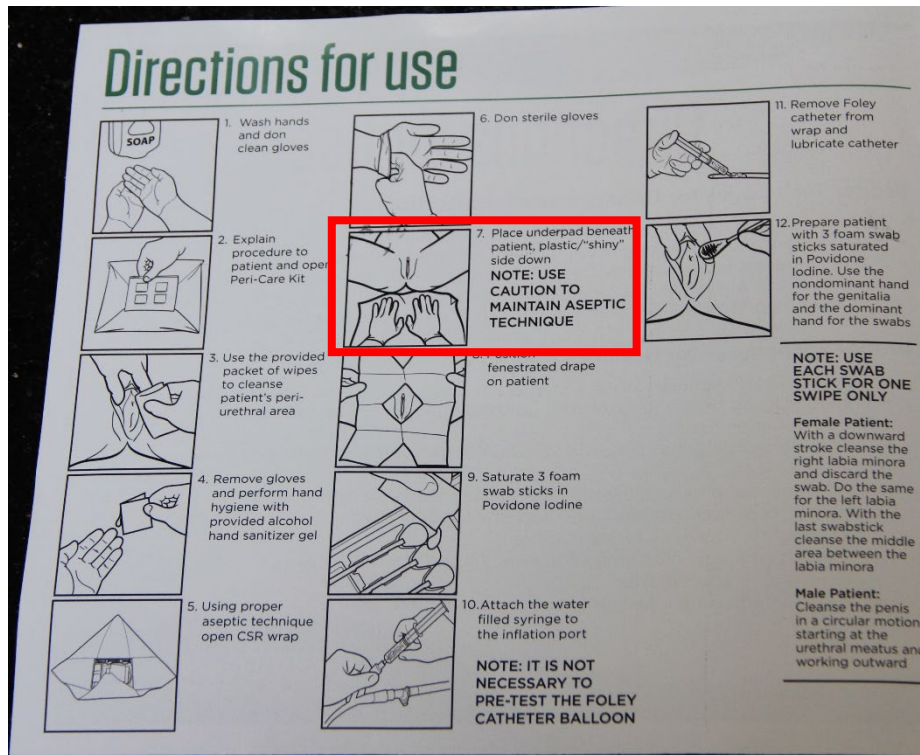 Directions for use
SOAP
1. Wash hands
and don
clean gloves
2. Explain
procedure to
patient and open
Peri-Care Kit
3. Use the provided
packet of wipes
to cleanse
patient's peri-
urethral area
4. Remove gloves
and perform hand
hygiene with
provided alcohol
hand sanitizer gel
5. Using proper
aseptic technique
open CSR wrap
6. Don sterile gloves
7. Place underpad beneath
patient, plastic/"shiny"
side down
NOTE: USE
CAUTION TO
MAINTAIN ASEPTIC
TECHNIQUE
8. Position
fenestrated drape
on patient
9. Saturate 3 foam
swab sticks in
Povidone Iodine
10. Attach the water
filled syringe to
the inflation port
NOTE: IT IS NOT
NECESSARY TO
PRE-TEST THE FOLEY
CATHETER BALLOON
11. Remove Foley
catheter from
wrap and
lubricate catheter
12. Prepare patient
with 3 foam swab
sticks saturated
in Povidone
Iodine. Use the
nondominant hand
for the genitalia
and the dominant
hand for the swabs
NOTE: USE
EACH SWAB
STICK FOR ONE
SWIPE ONLY
Female Patient:
With a downward
stroke cleanse the
right labia minora
and discard the
swab. Do the same
for the left labia
minora. With the
last swabstick
cleanse the middle
area between the
labia minora
Male Patient:
Cleanse the penis
in a circular motion
starting at the
urethral meatus and
working outward